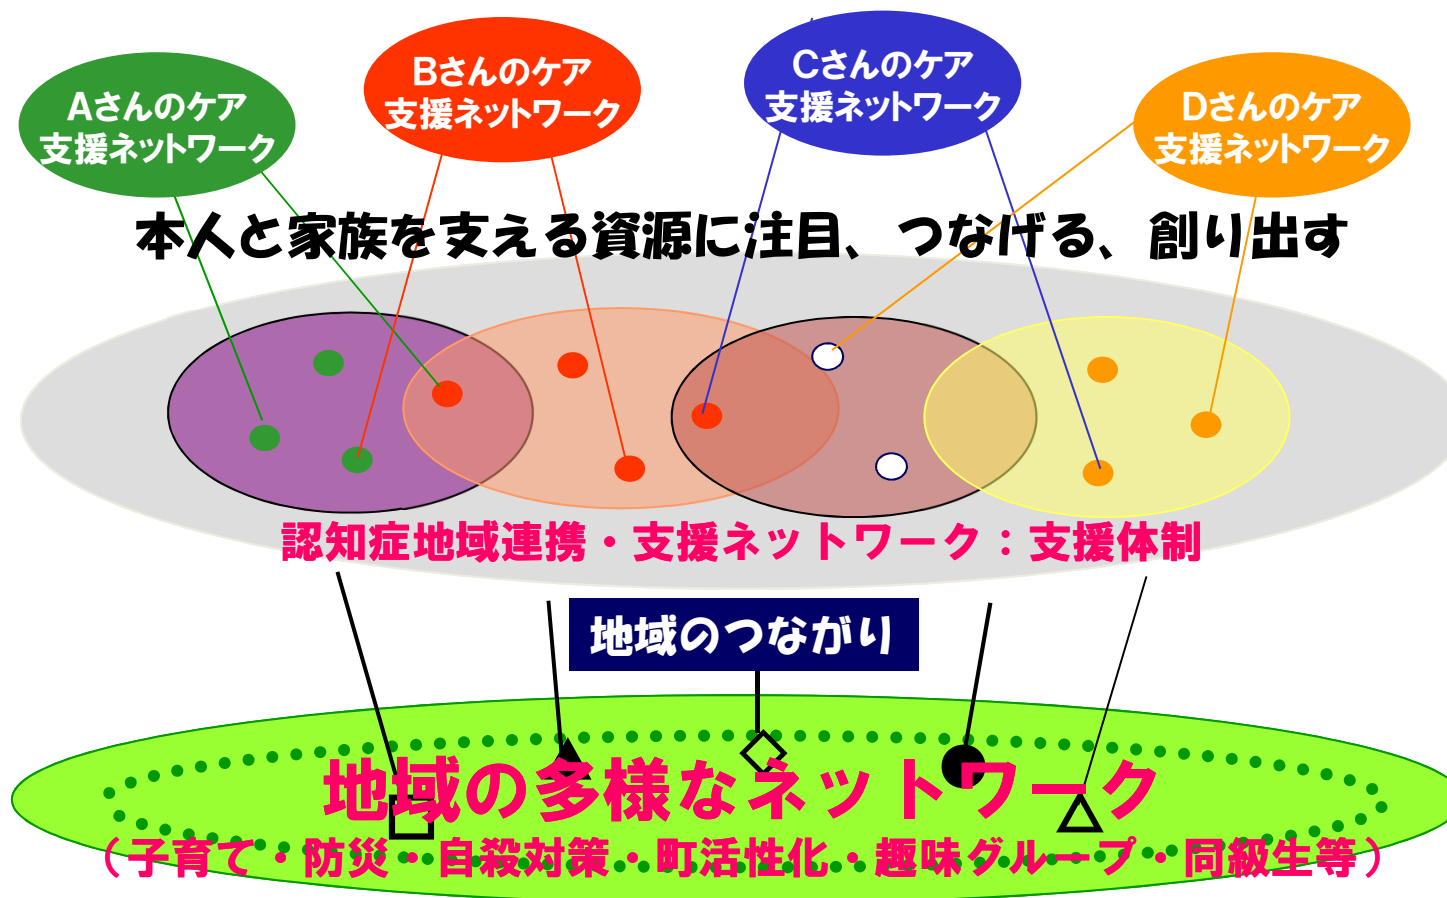 Aさんのケア
支援ネットワーク
Bさんのケア
支援ネットワーク
Cさんのケア
支援ネットワーク
Dさんのケア
支援ネットワーク
本人と家族を支える資源に注目、つなげる、創り出す
認知症地域連携・支援ネットワーク：支援体制
地域のつながり
地域の多様なネットワーク
（子育て・防災・自殺対策・町活性化・趣味グループ・同級生等）